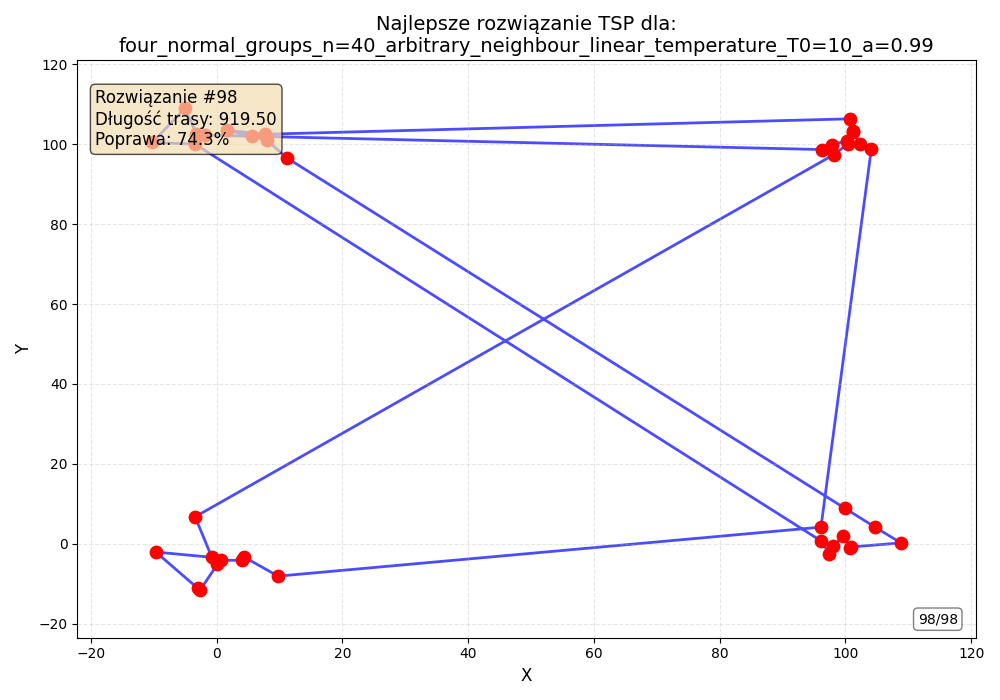 Najlepsze rozwiązanie TSP dla:
four_normal_groups_n=40_arbitrary_neighbour_linear_temperature_T0=10_a=0.99
Rozwiązanie #98
Długość trasy: 919.50
Poprawa: 74.3%
120
100
80
60
40
20
0
−20
Y
98/98
−20
0
20
40
60
80
100
120
X